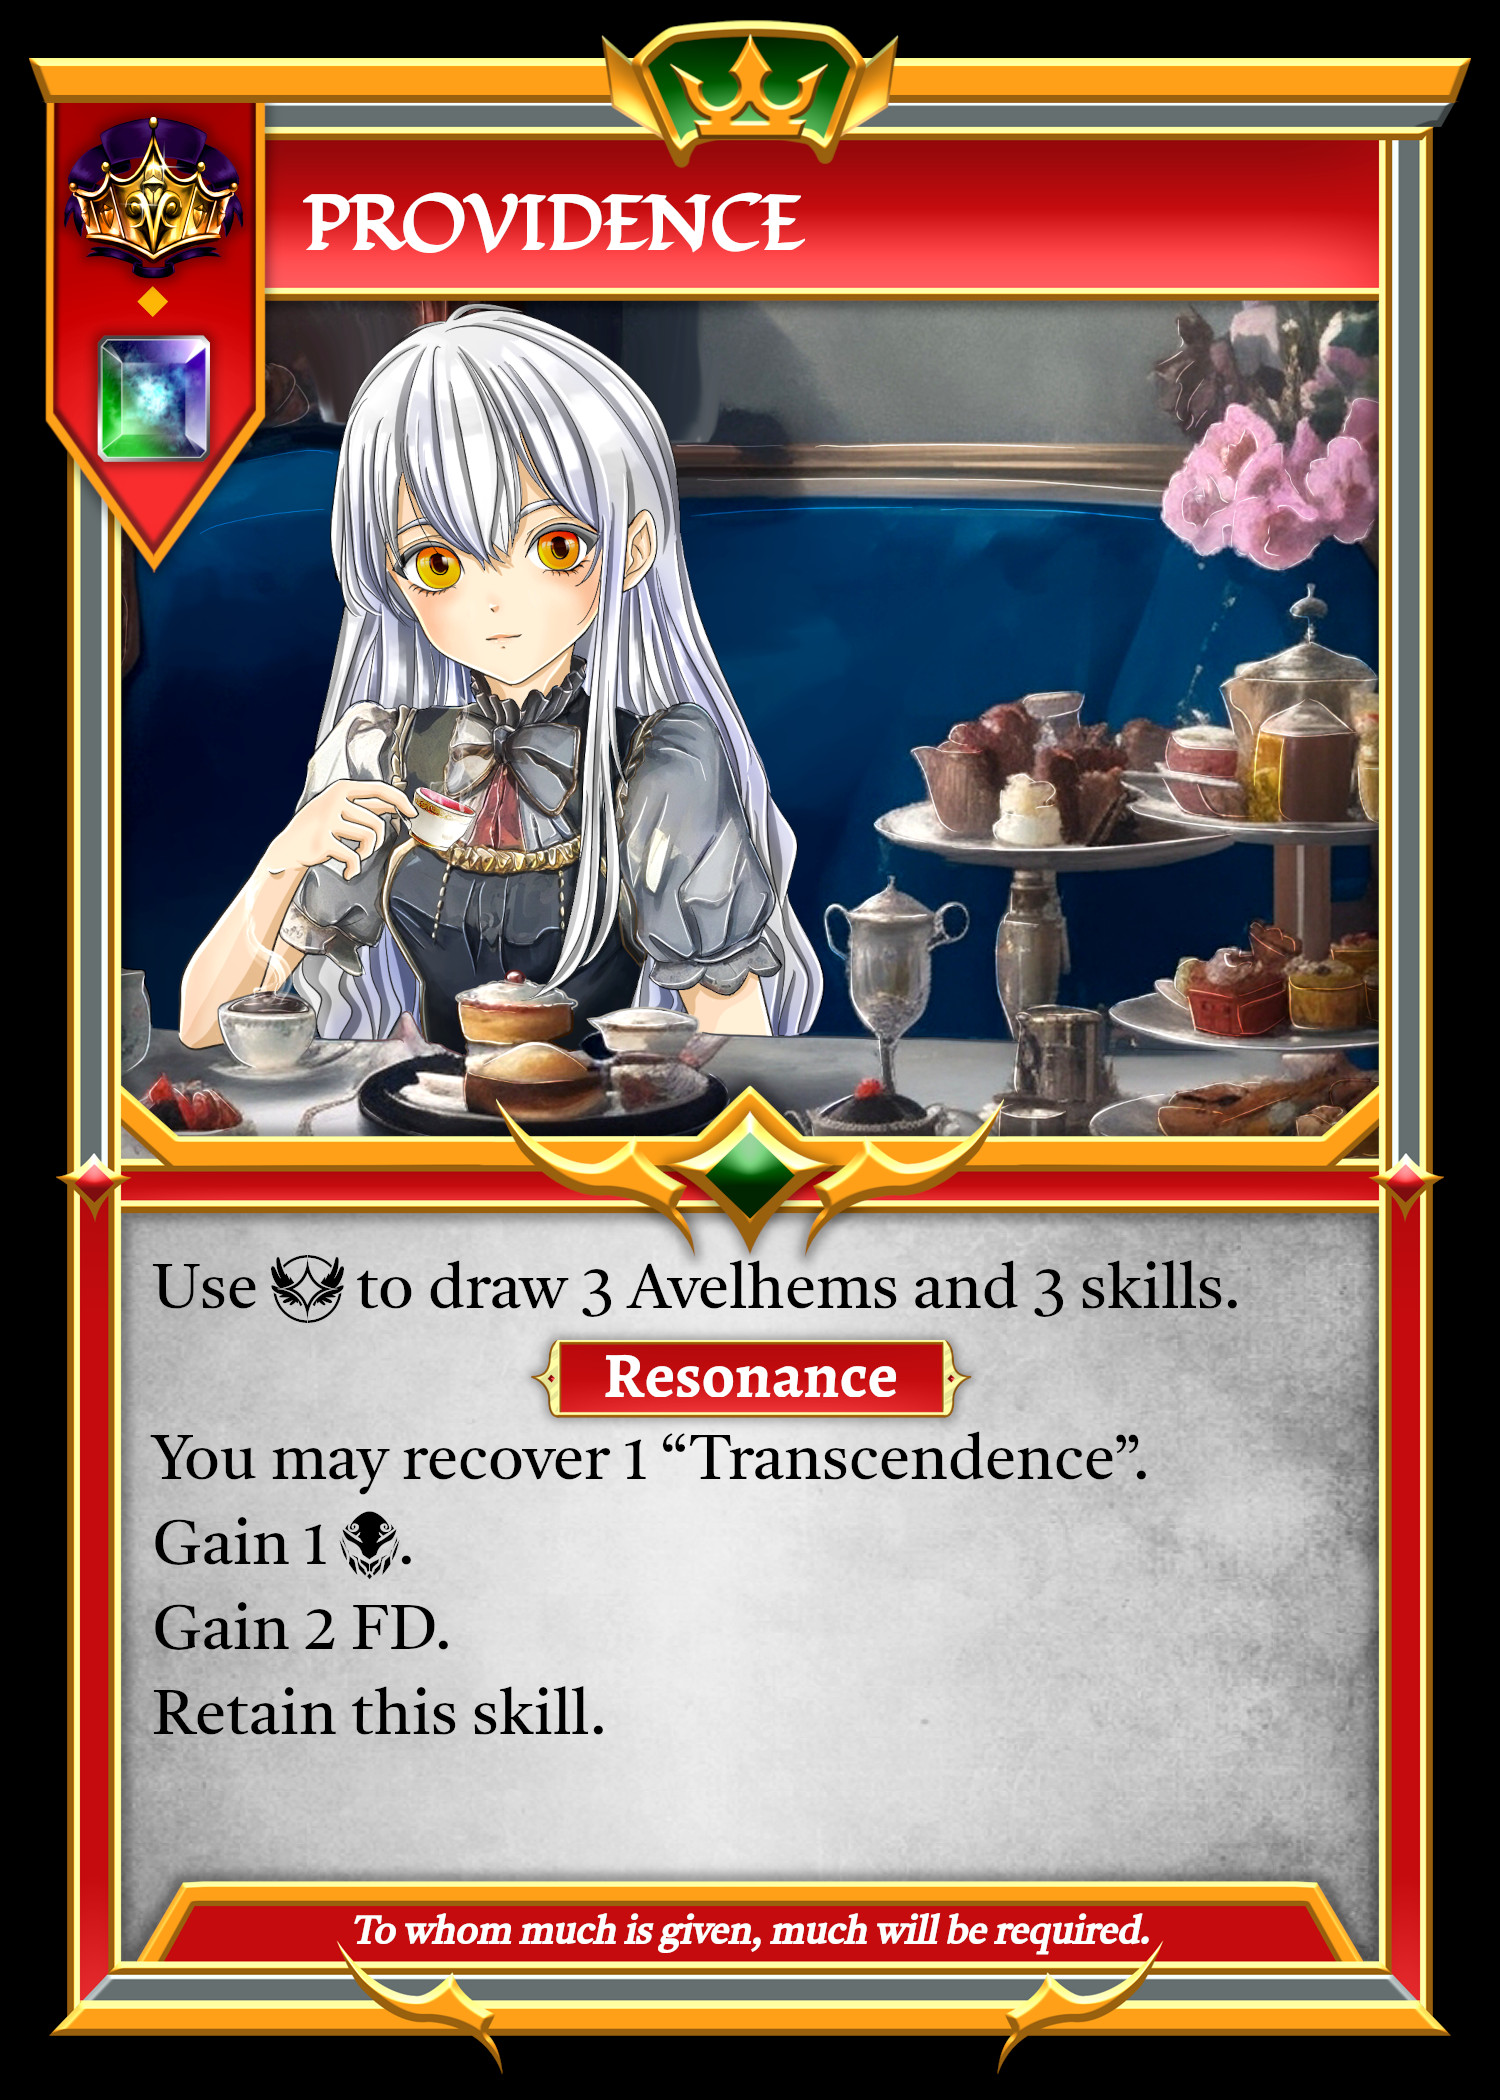 PROVIDENCE
Use to draw 3 Avelhems and 3 skills.
Resonance
You may recover 1 “Transcendence”.
Gain 1 .
Gain 2 FD.
Retain this skill.
To whom much is given, much will be required.